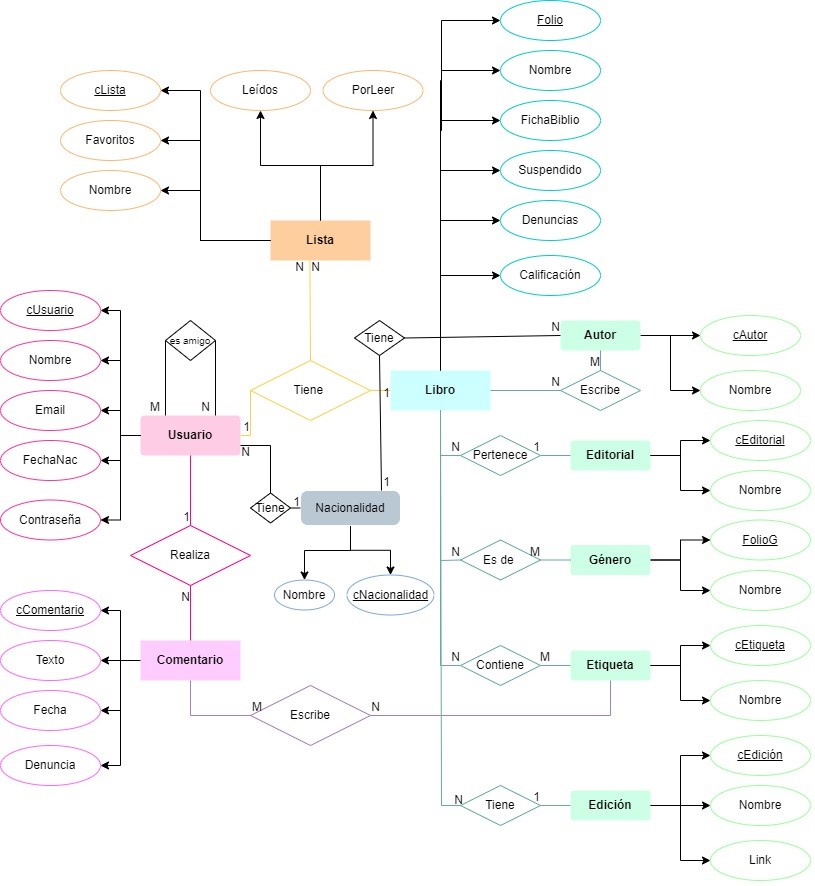 Folio
Nombre
FichaBiblio
Suspendido
Denuncias
Calificación
cLista
Favoritos
Nombre
Leídos
PorLeer
Lista
N
N
cUsuario
Nombre
Email
FechaNac
Contraseña
es amigo
M
N
Usuario
1
N
Tiene
1
Libro
Tiene
N
Autor
M
N
Escribe
cAutor
Nombre
1
Tiene
1
Nacionalidad
Nombre
cNacionalidad
N
Pertenece
1
Editorial
cEditorial
Nombre
1
Realiza
N
N
Es de
M
Género
FolioG
Nombre
cComentario
Texto
Fecha
Denuncia
Comentario
N
Contiene
M
Etiqueta
cEtiqueta
Nombre
M
Escribe
N
N
Tiene
1
Edición
cEdición
Nombre
Link